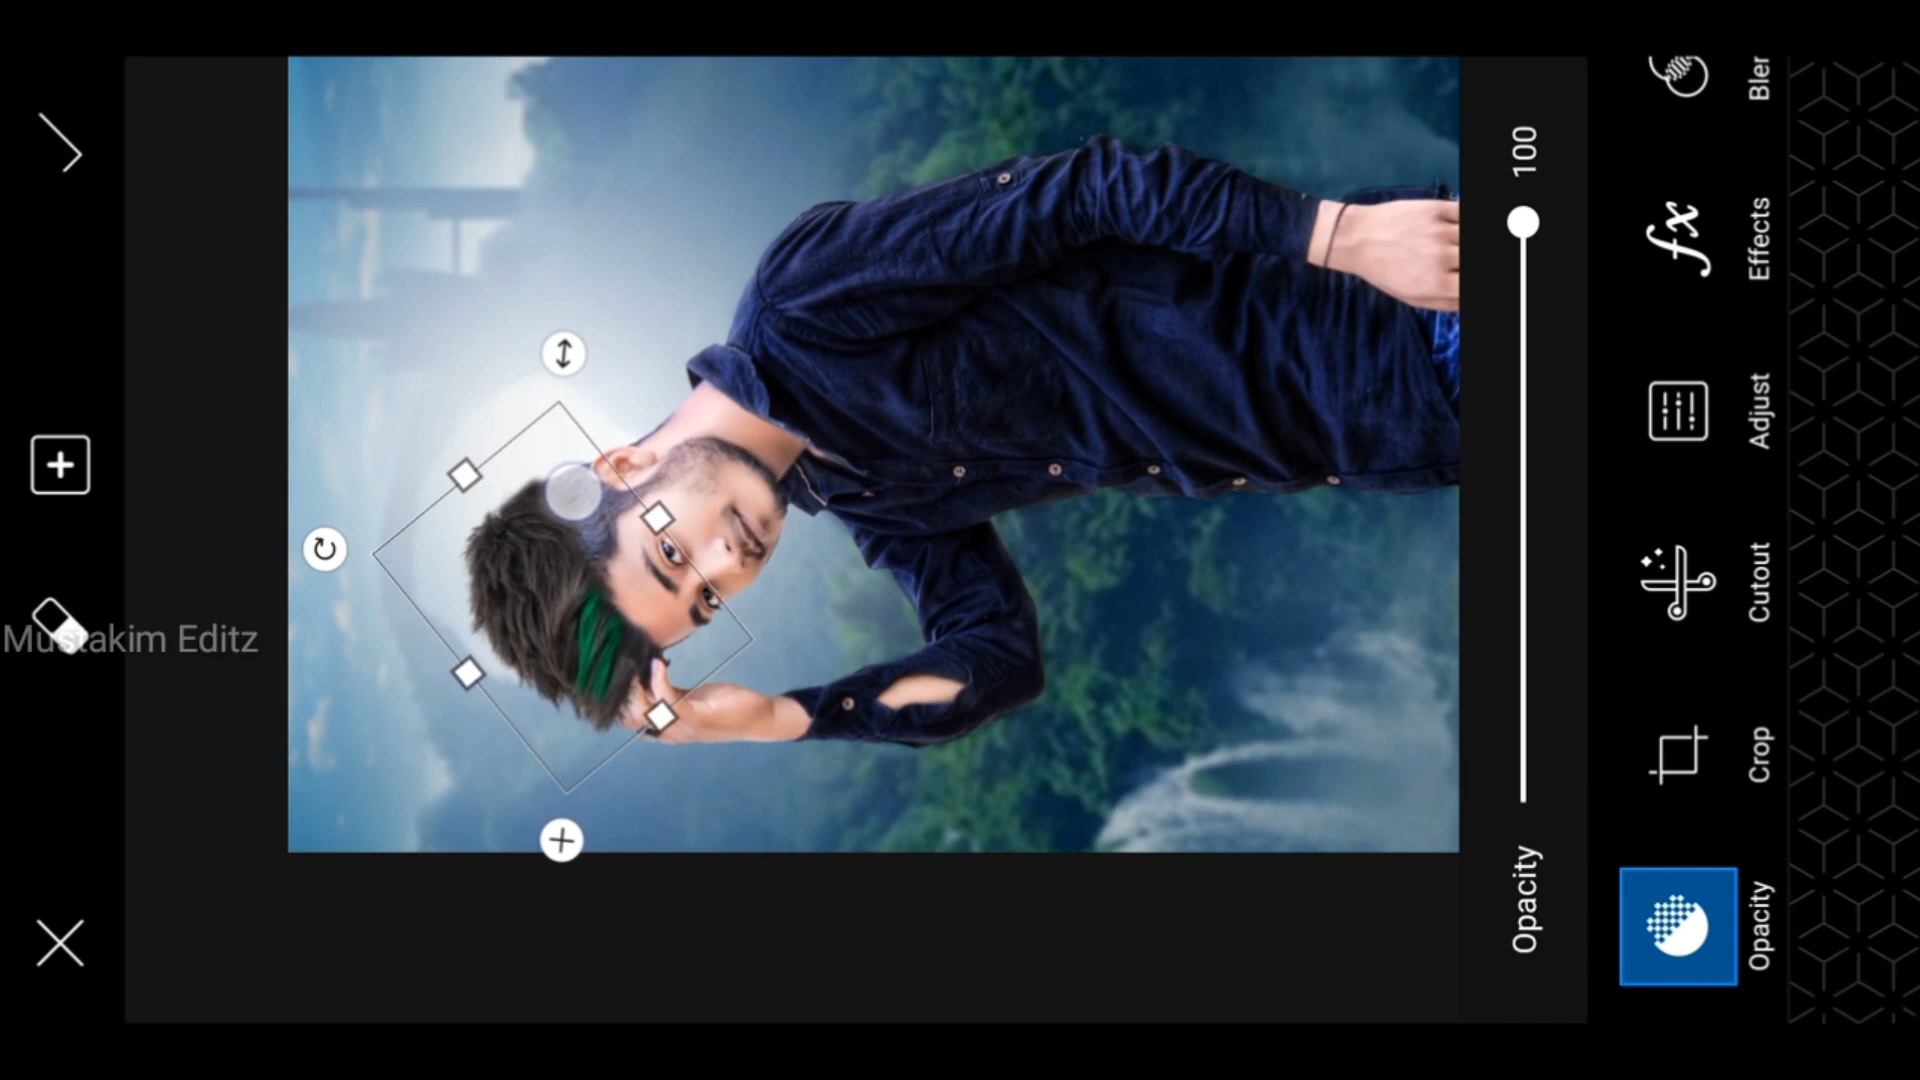 Mustakim Editz
Opacity
100
Opacity
Crop
Cutout
Adjust
Effects
Bler